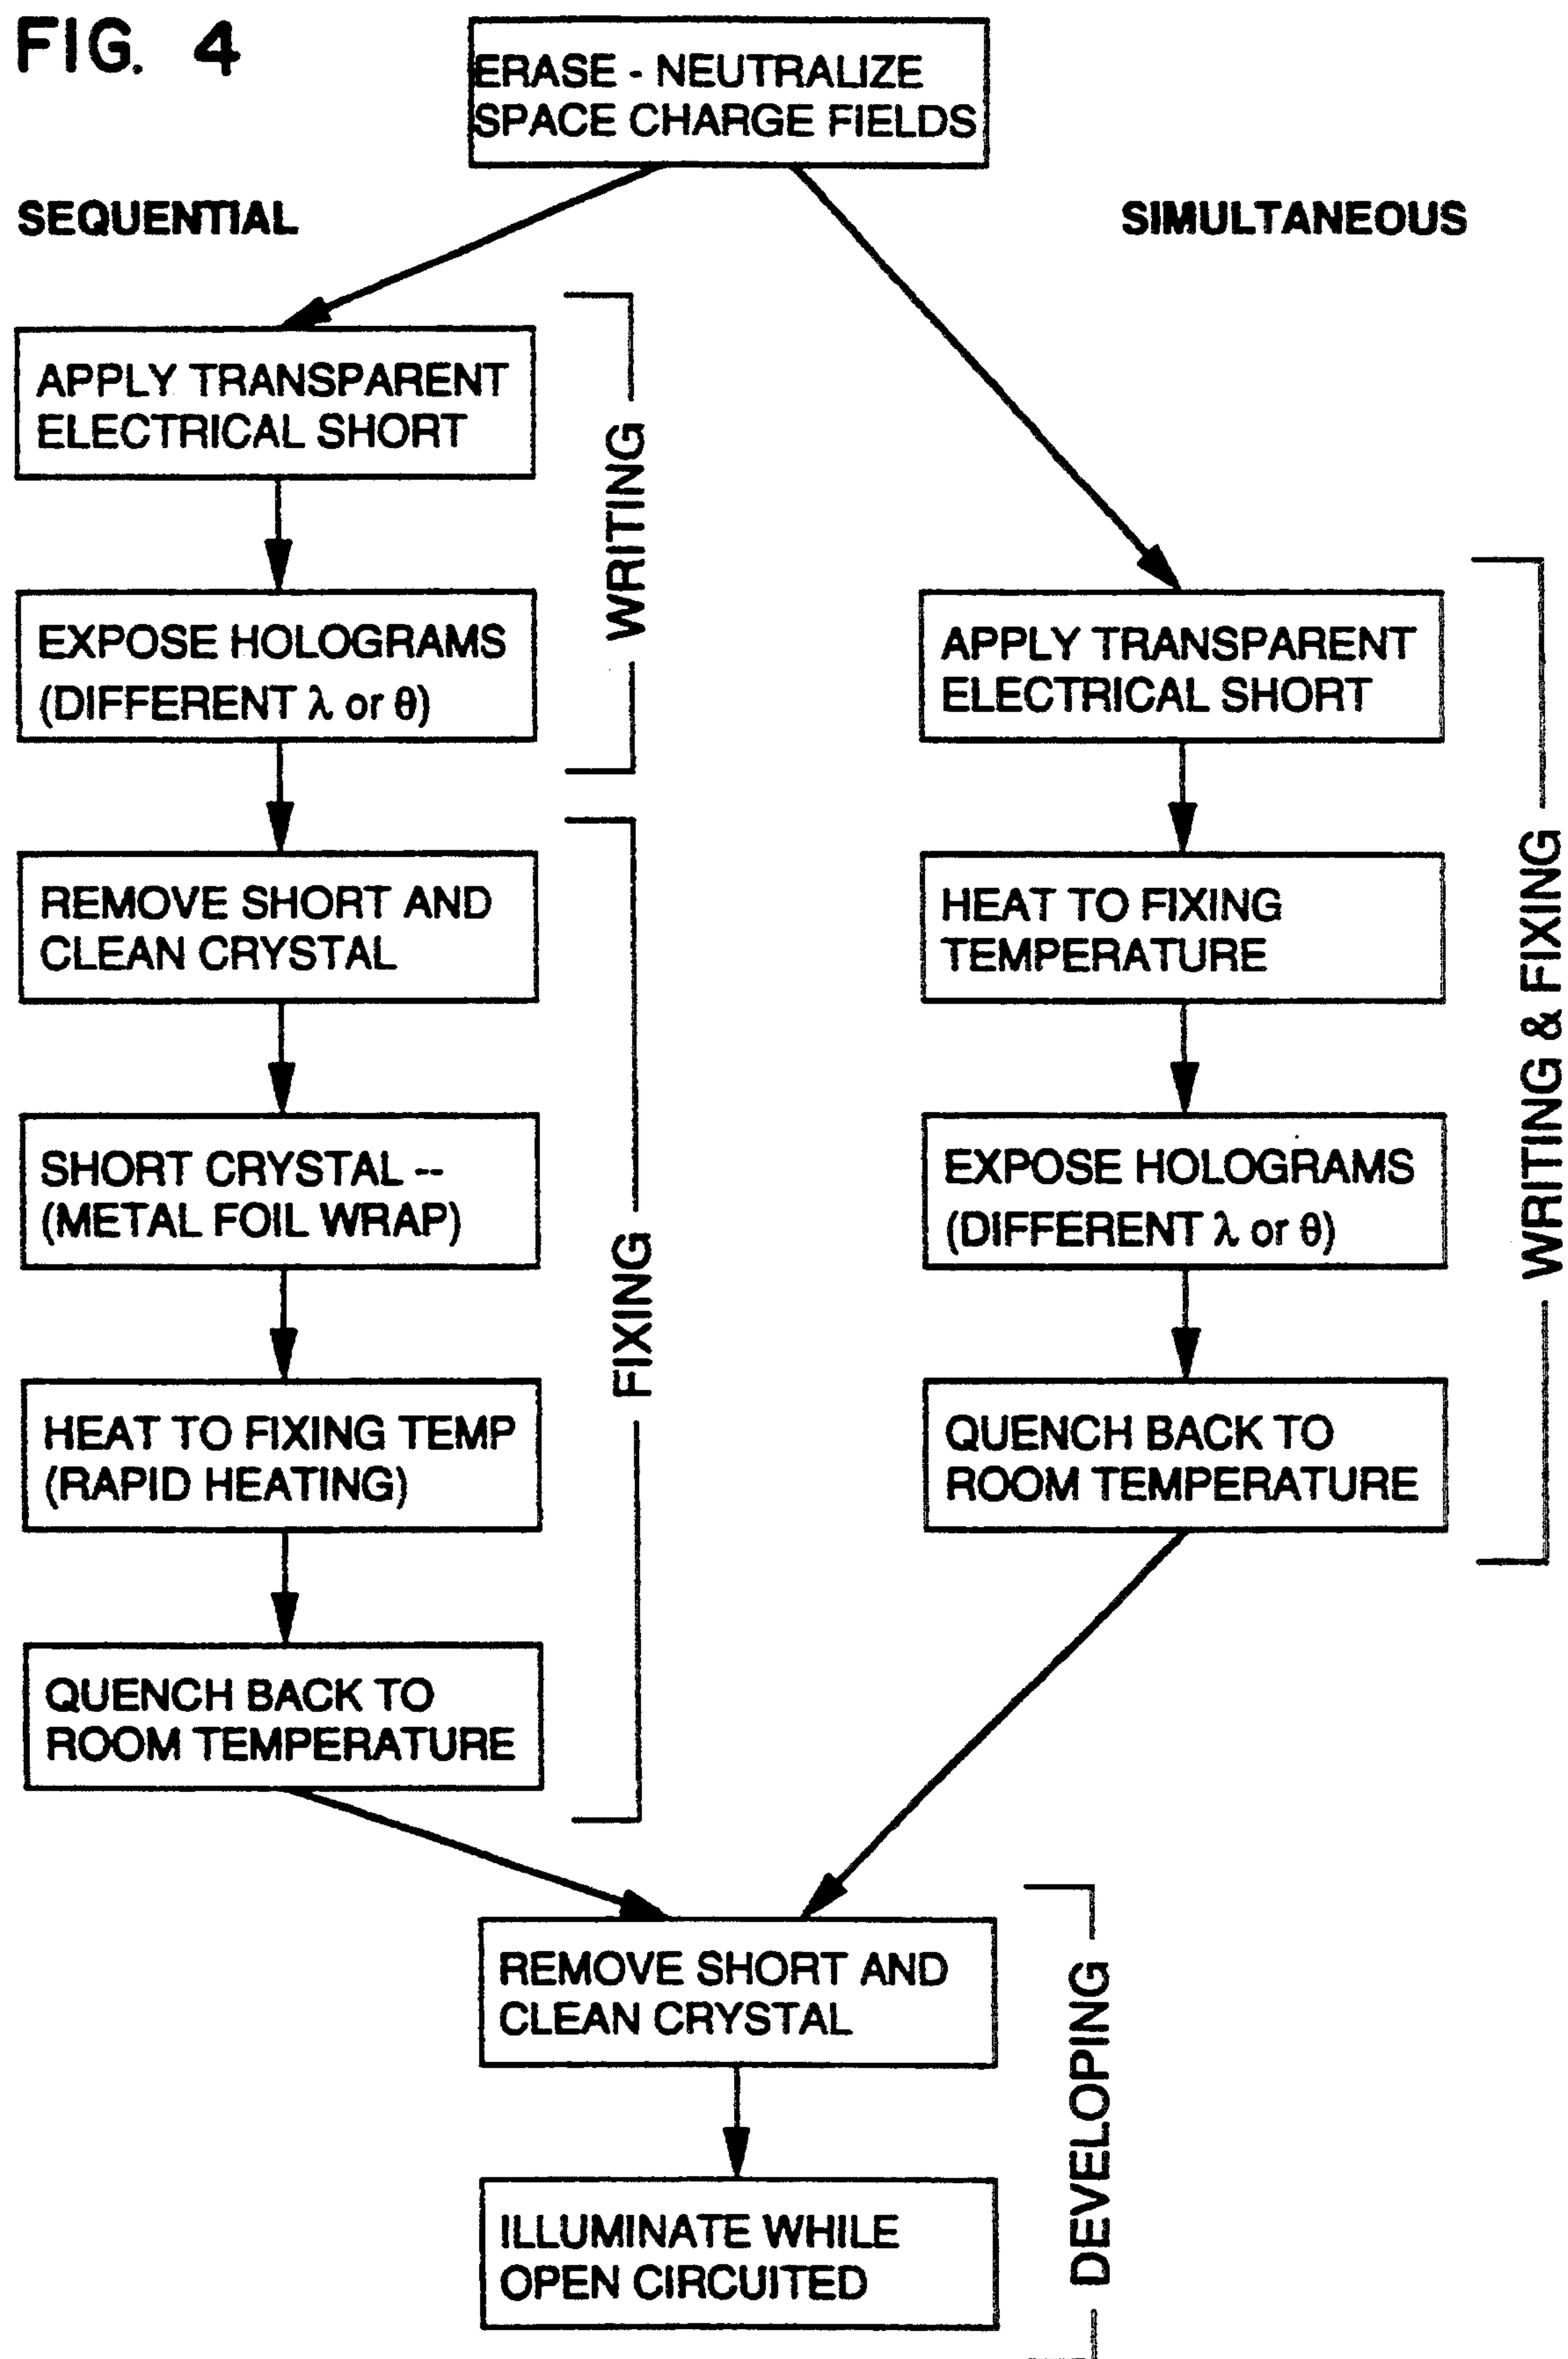 FIG. 4
ERASE - NEUTRALIZE
SPACE CHARGE FIELDS
SEQUENTIAL
SIMULTANEOUS
APPLY TRANSPARENT
ELECTRICAL SHORT
EXPOSE HOLOGRAMS
(DIFFERENT λ or θ)
WRITING
REMOVE SHORT AND
CLEAN CRYSTAL
SHORT CRYSTAL --
(METAL FOIL WRAP)
HEAT TO FIXING TEMP
(RAPID HEATING)
QUENCH BACK TO
ROOM TEMPERATURE
FIXING
APPLY TRANSPARENT
ELECTRICAL SHORT
HEAT TO FIXING
TEMPERATURE
EXPOSE HOLOGRAMS
(DIFFERENT λ or θ)
QUENCH BACK TO
ROOM TEMPERATURE
WRITING & FIXING
REMOVE SHORT AND
CLEAN CRYSTAL
ILLUMINATE WHILE
OPEN CIRCUITED
DEVELOPING